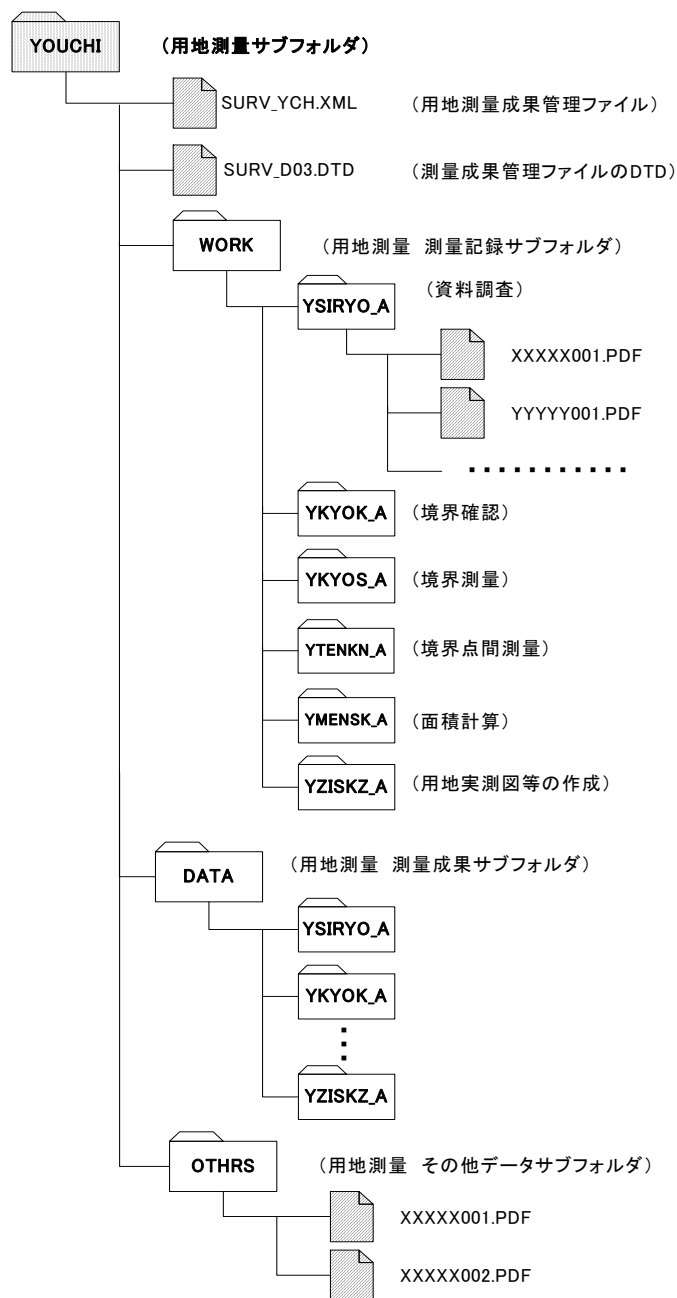 YOUCHI （用地測量サブフォルダ）
SURV_YCH.XML （用地測量成果管理ファイル）
SURV_D03.DTD （測量成果管理ファイルのDTD）
WORK （用地測量 測量記録サブフォルダ）
YSIRYO_A （資料調査）
XXXXX001.PDF
YYYYY001.PDF
・・・・・・・・・・・
YKYOK_A （境界確認）
YKYOS_A （境界測量）
YTENKN_A （境界点間測量）
YMENSK_A （面積計算）
YZISKZ_A （用地実測図等の作成）
DATA （用地測量 測量成果サブフォルダ）
YSIRYO_A
YKYOK_A
YZISKZ_A
OTHRS （用地測量 その他データサブフォルダ）
XXXXX001.PDF
XXXXX002.PDF